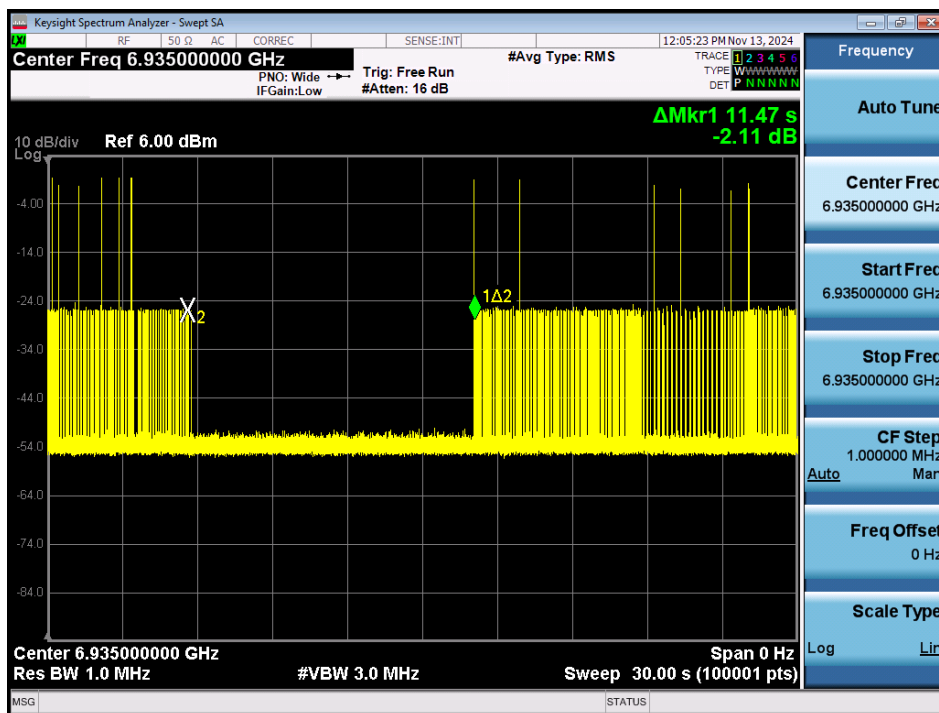 Keysight Spectrum Analyzer - Swept SA
LXI RF 50 Ω AC CORREC SENSE:INT 12:05:23 PM Nov 13, 2024
Center Freq 6.935000000 GHz
PNO: Wide
IFGain:Low
Trig: Free Run
#Atten: 16 dB
#Avg Type: RMS
TRACE 1 2 3 4 5 6
TYPE WWWWWW
DET P N N N N N
ΔMkr1 11.47 s
-2.11 dB
10 dB/div Ref 6.00 dBm
Log
-4.00
-14.0
-24.0
-34.0
-44.0
-54.0
-64.0
-74.0
-84.0
2
1Δ2
Center 6.935000000 GHz Span 0 Hz
Res BW 1.0 MHz #VBW 3.0 MHz Sweep 30.00 s (100001 pts)
MSG STATUS
Frequency
Auto Tune
Center Freq
6.935000000 GHz
Start Freq
6.935000000 GHz
Stop Freq
6.935000000 GHz
CF Step
1.000000 MHz
Auto Man
Freq Offset
0 Hz
Scale Type
Log Lin